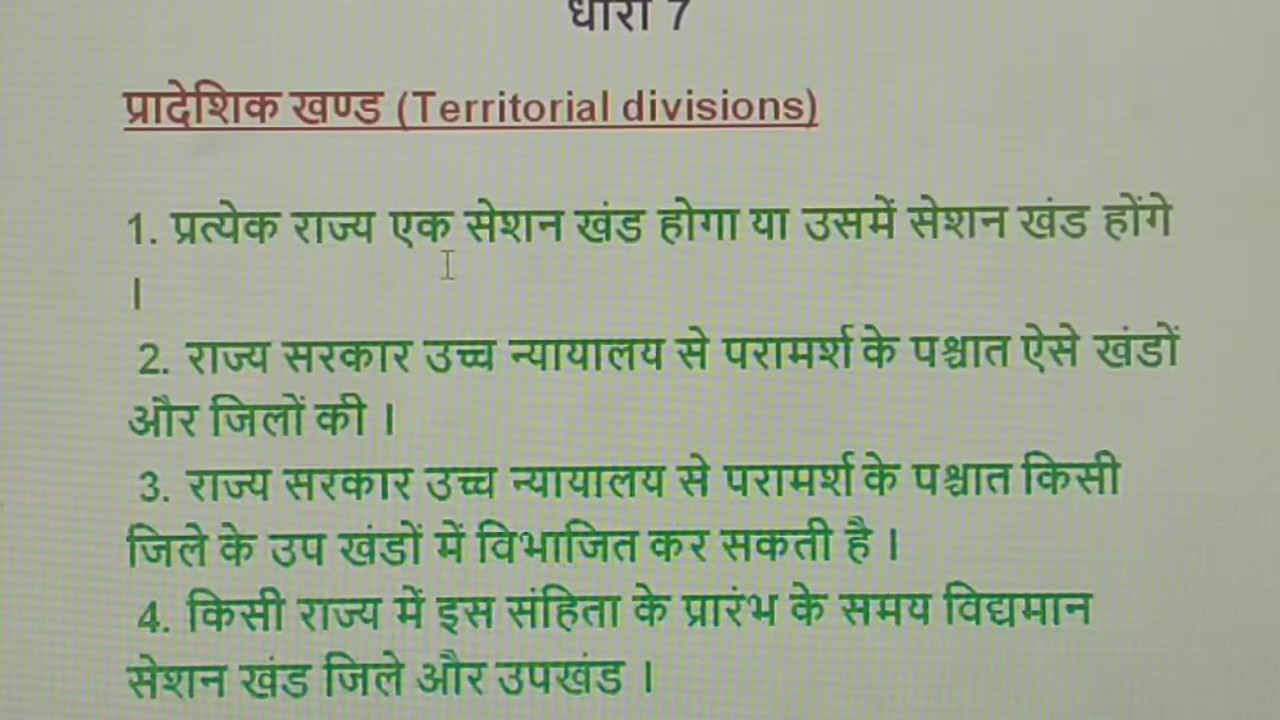 धारा 7
प्रादेशिक खण्ड (Territorial divisions)
1. प्रत्येक राज्य एक सेशन खंड होगा या उसमें सेशन खंड होंगे
।
2. राज्य सरकार उच्च न्यायालय से परामर्श के पश्चात ऐसे खंडों
और जिलों की ।
3. राज्य सरकार उच्च न्यायालय से परामर्श के पश्चात किसी
जिले के उप खंडों में विभाजित कर सकती है ।
4. किसी राज्य में इस संहिता के प्रारंभ के समय विद्यमान
सेशन खंड जिले और उपखंड ।